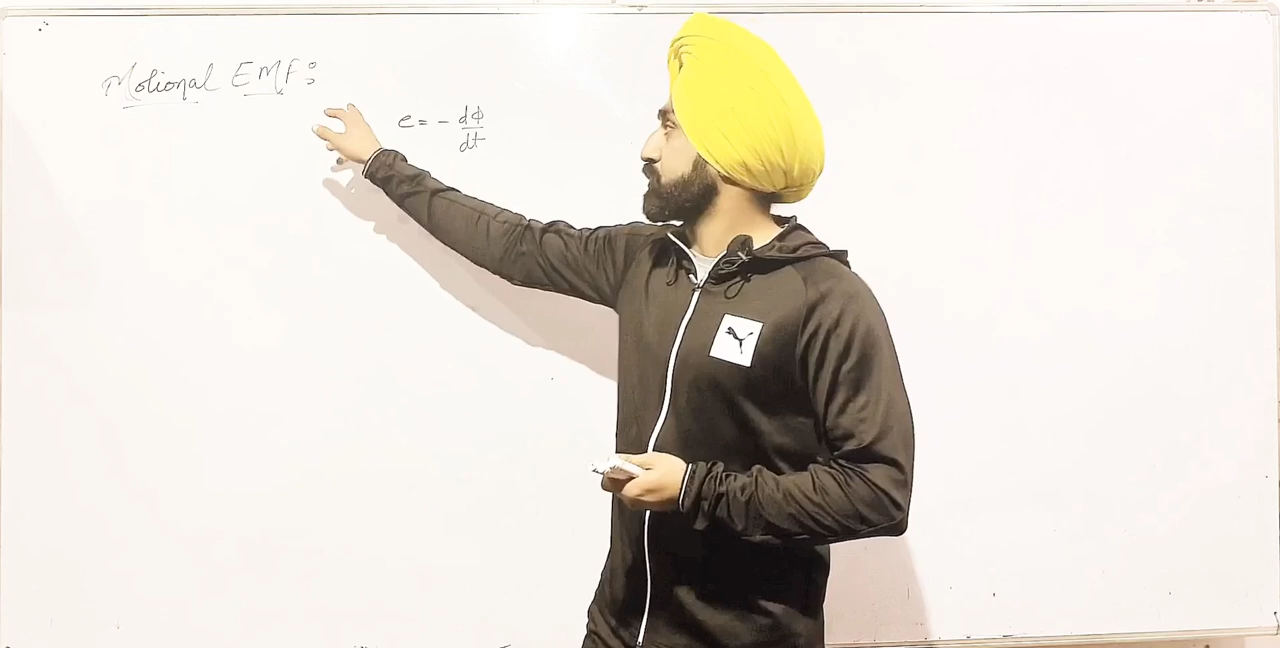 Motional EMF:
e = - dΦ/dt